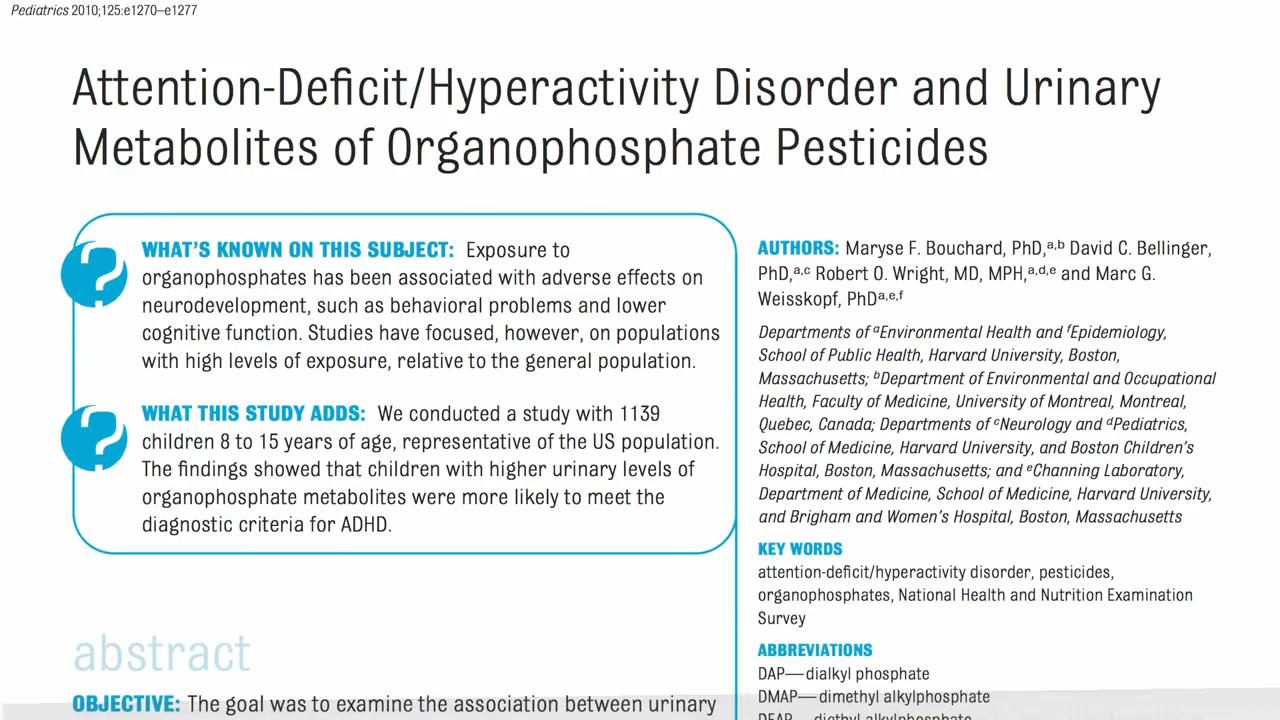 Pediatrics 2010;125:e1270–e1277
Attention-Deficit/Hyperactivity Disorder and Urinary
Metabolites of Organophosphate Pesticides
WHAT'S KNOWN ON THIS SUBJECT: Exposure to
organophosphates has been associated with adverse effects on
neurodevelopment, such as behavioral problems and lower
cognitive function. Studies have focused, however, on populations
with high levels of exposure, relative to the general population.
WHAT THIS STUDY ADDS: We conducted a study with 1139
children 8 to 15 years of age, representative of the US population.
The findings showed that children with higher urinary levels of
organophosphate metabolites were more likely to meet the
diagnostic criteria for ADHD.
abstract
OBJECTIVE: The goal was to examine the association between urinary
AUTHORS: Maryse F. Bouchard, PhD,a,b David C. Bellinger,
PhD,a,c Robert O. Wright, MD, MPH,a,d,e and Marc G.
Weisskopf, PhDa,e,f
Departments of aEnvironmental Health and fEpidemiology,
School of Public Health, Harvard University, Boston,
Massachusetts; bDepartment of Environmental and Occupational
Health, Faculty of Medicine, University of Montreal, Montreal,
Quebec, Canada; Departments of cNeurology and dPediatrics,
School of Medicine, Harvard University, and Boston Children's
Hospital, Boston, Massachusetts; and eChanning Laboratory,
Department of Medicine, School of Medicine, Harvard University,
and Brigham and Women's Hospital, Boston, Massachusetts
KEY WORDS
attention-deficit/hyperactivity disorder, pesticides,
organophosphates, National Health and Nutrition Examination
Survey
ABBREVIATIONS
DAP—dialkyl phosphate
DMAP—dimethyl alkylphosphate
DEAP—diethyl alkylphosphate